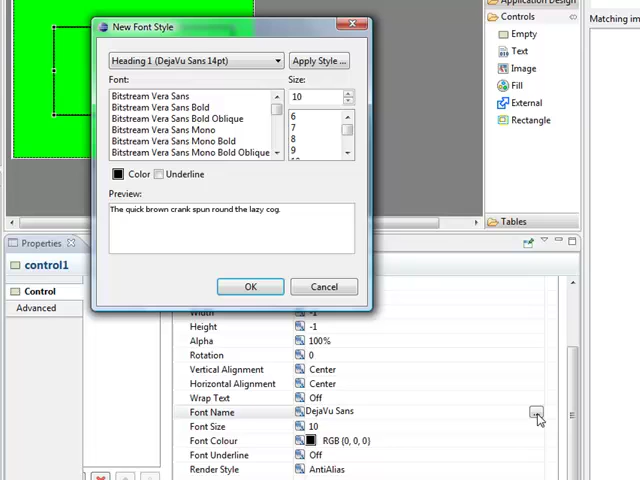 New Font Style
Heading 1 (DejaVu Sans 14pt)
Apply Style ...
Font:
Size:
Bitstream Vera Sans
Bitstream Vera Sans Bold
Bitstream Vera Sans Bold Oblique
Bitstream Vera Sans Mono
Bitstream Vera Sans Mono Bold
Bitstream Vera Sans Mono Bold Oblique
10
6
7
8
9
Color
Underline
Preview:
The quick brown crank spun round the lazy cog.
OK
Cancel
Controls
Empty
Text
Image
Fill
External
Rectangle
Tables
Matching im
Properties
control1
Control
Advanced
Width -1
Height -1
Alpha 100%
Rotation 0
Vertical Alignment Center
Horizontal Alignment Center
Wrap Text Off
Font Name DejaVu Sans
...
Font Size 10
Font Colour RGB {0, 0, 0}
Font Underline Off
Render Style AntiAlias